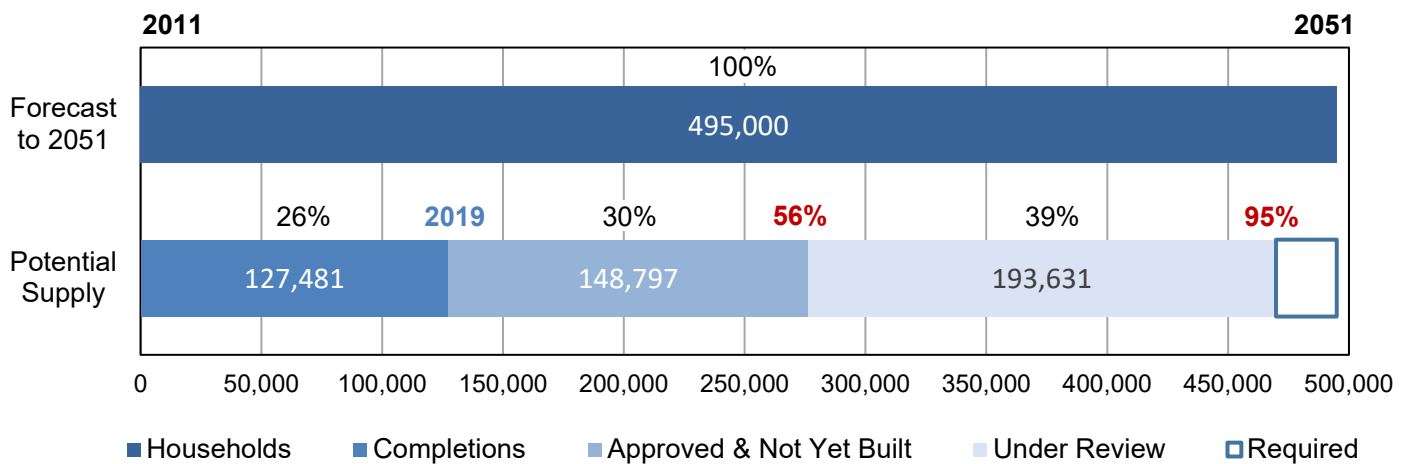 2011 2051
100%
Forecast
to 2051
495,000
26% 2019 30% 56% 39% 95%
Potential
Supply
127,481 148,797 193,631
0 50,000 100,000 150,000 200,000 250,000 300,000 350,000 400,000 450,000 500,000
Households Completions Approved & Not Yet Built Under Review Required